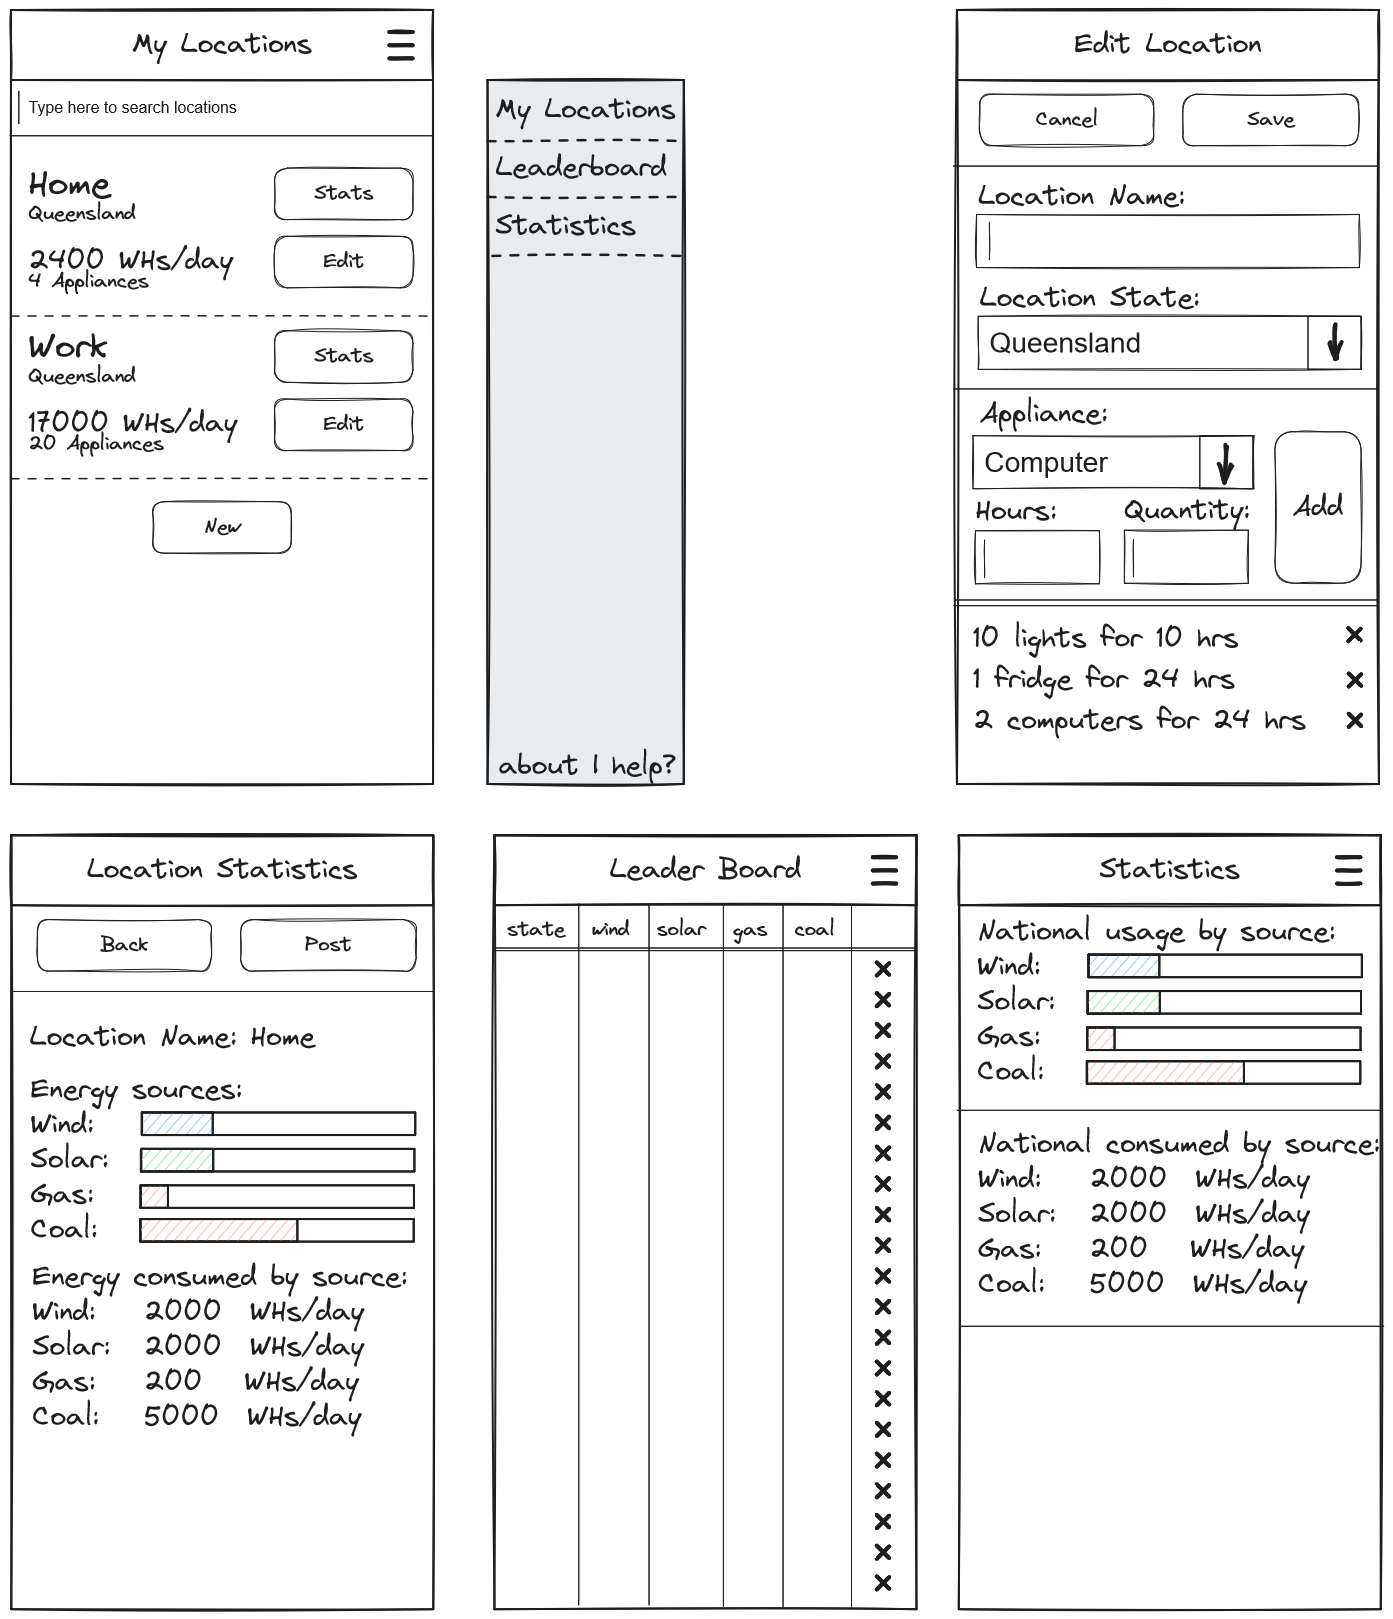 My Locations
Type here to search locations
Home
Queensland
Stats
2400 WHs/day
4 Appliances
Edit
Work
Queensland
Stats
17000 WHs/day
20 Appliances
Edit
New
My Locations
Leaderboard
Statistics
about | help?
Edit Location
Cancel
Save
Location Name:
Location State:
Queensland
Appliance:
Computer
Hours:
Quantity:
Add
10 lights for 10 hrs
1 fridge for 24 hrs
2 computers for 24 hrs
Location Statistics
Back
Post
Location Name: Home
Energy sources:
Wind:
Solar:
Gas:
Coal:
Energy consumed by source:
Wind: 2000 WHs/day
Solar: 2000 WHs/day
Gas: 200 WHs/day
Coal: 5000 WHs/day
Leader Board
state wind solar gas coal
Statistics
National usage by source:
Wind:
Solar:
Gas:
Coal:
National consumed by source:
Wind: 2000 WHs/day
Solar: 2000 WHs/day
Gas: 200 WHs/day
Coal: 5000 WHs/day